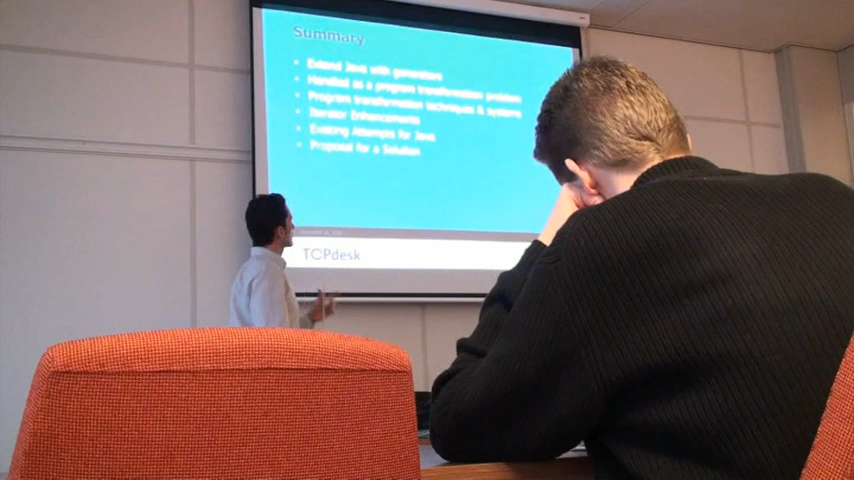 Summary
• Extend Java with generators
• Handled as a program transformation problem
• Program transformation techniques & systems
• Iterator Enhancements
• Existing Attempts for Java
• Proposal for a Solution
TCPdesk